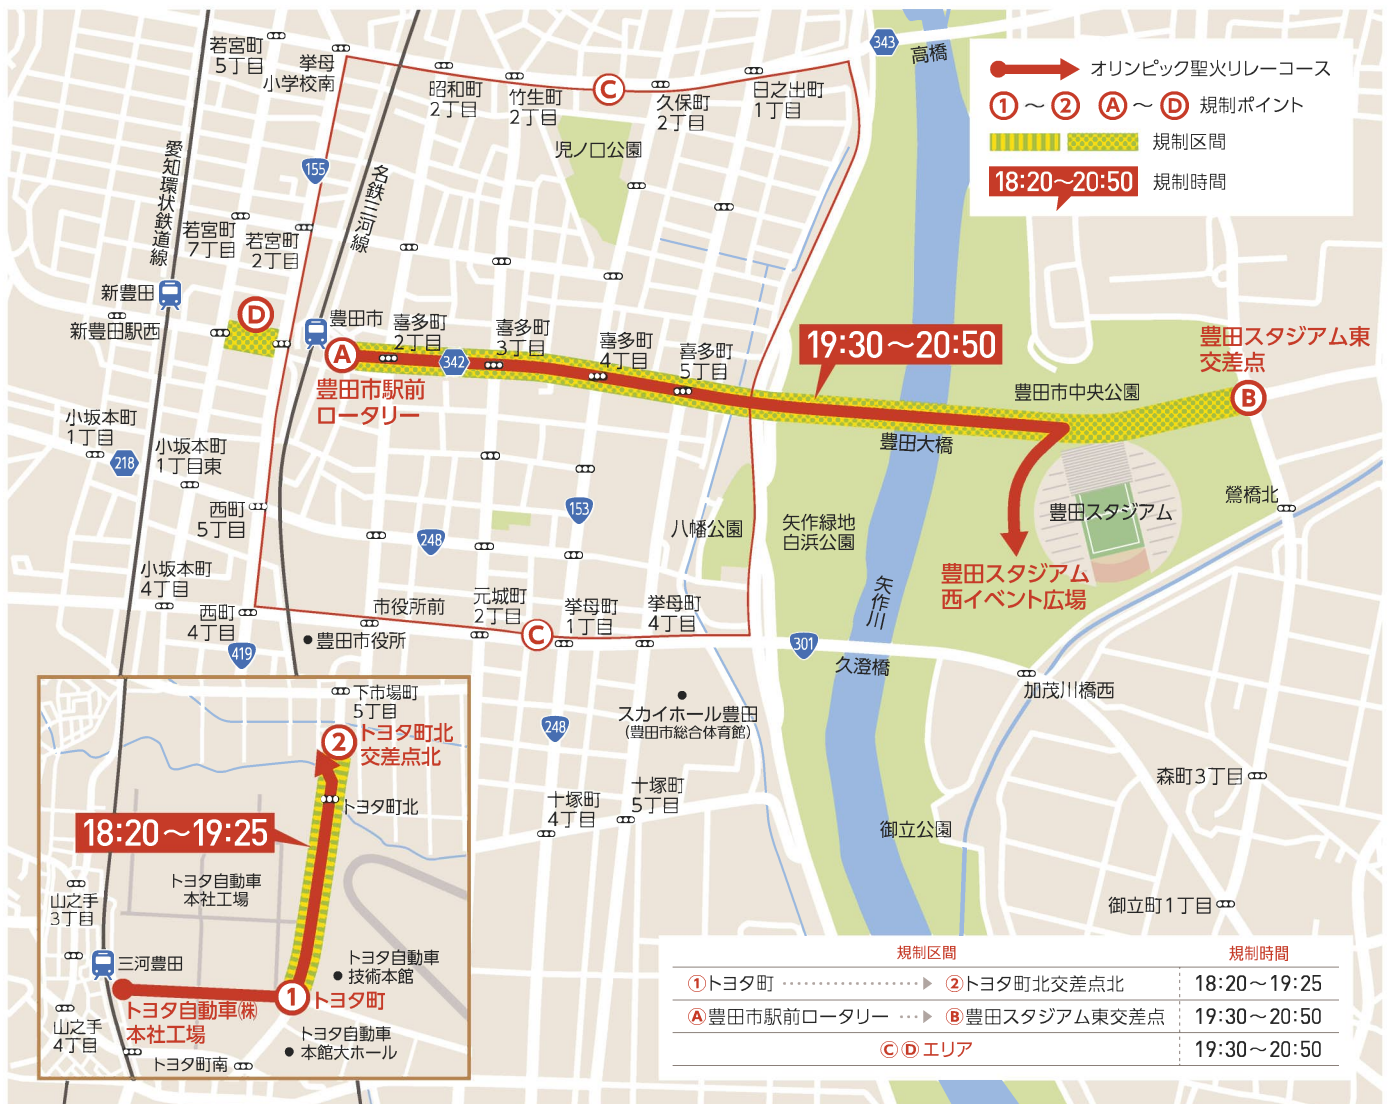 若宮町
5丁目
挙母
小学校南
昭和町
2丁目
竹生町
2丁目
C
久保町
2丁目
日之出町
1丁目
343
高橋
オリンピック聖火リレーコース
①～② Ⓐ～Ⓓ 規制ポイント
規制区間
18:20～20:50 規制時間
児ノ口公園
愛知環状鉄道線
155
名鉄三河線
若宮町
7丁目
若宮町
2丁目
新豊田
新豊田駅西
D
豊田市
A
豊田市駅前
ロータリー
喜多町
2丁目
342
喜多町
3丁目
喜多町
4丁目
喜多町
5丁目
19:30～20:50
豊田スタジアム東
交差点
B
豊田市中央公園
豊田大橋
小坂本町
1丁目
218
小坂本町
1丁目東
西町
5丁目
153
248
八幡公園
矢作緑地
白浜公園
豊田スタジアム
鶯橋北
豊田スタジアム
西イベント広場
小坂本町
4丁目
西町
4丁目
419
市役所前
豊田市役所
元城町
2丁目
C
挙母町
1丁目
挙母町
4丁目
矢作川
301
久澄橋
加茂川橋西
スカイホール豊田
(豊田市総合体育館)
248
十塚町
4丁目
十塚町
5丁目
森町3丁目
御立公園
御立町1丁目
下市場町
5丁目
2
トヨタ町北
交差点北
トヨタ町北
18:20～19:25
トヨタ自動車
本社工場
山之手
3丁目
三河豊田
トヨタ自動車
技術本館
1
トヨタ町
トヨタ自動車㈱
本社工場
山之手
4丁目
トヨタ自動車
本館大ホール
トヨタ町南
規制区間 規制時間
①トヨタ町 ②トヨタ町北交差点北 18:20～19:25
Ⓐ豊田市駅前ロータリー Ⓑ豊田スタジアム東交差点 19:30～20:50
ⒸⒹエリア 19:30～20:50